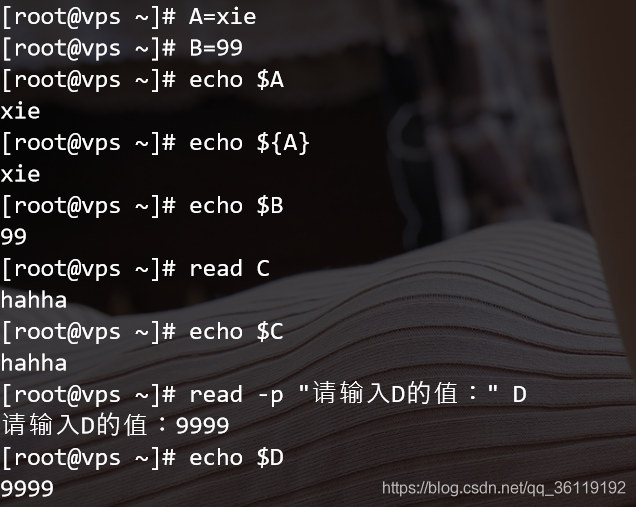 [root@vps ~]# A=xie
[root@vps ~]# B=99
[root@vps ~]# echo $A
xie
[root@vps ~]# echo ${A}
xie
[root@vps ~]# echo $B
99
[root@vps ~]# read C
hahha
[root@vps ~]# echo $C
hahha
[root@vps ~]# read -p "请输入D的值：" D
请输入D的值：9999
[root@vps ~]# echo $D
9999
https://blog.csdn.net/qq_36119192